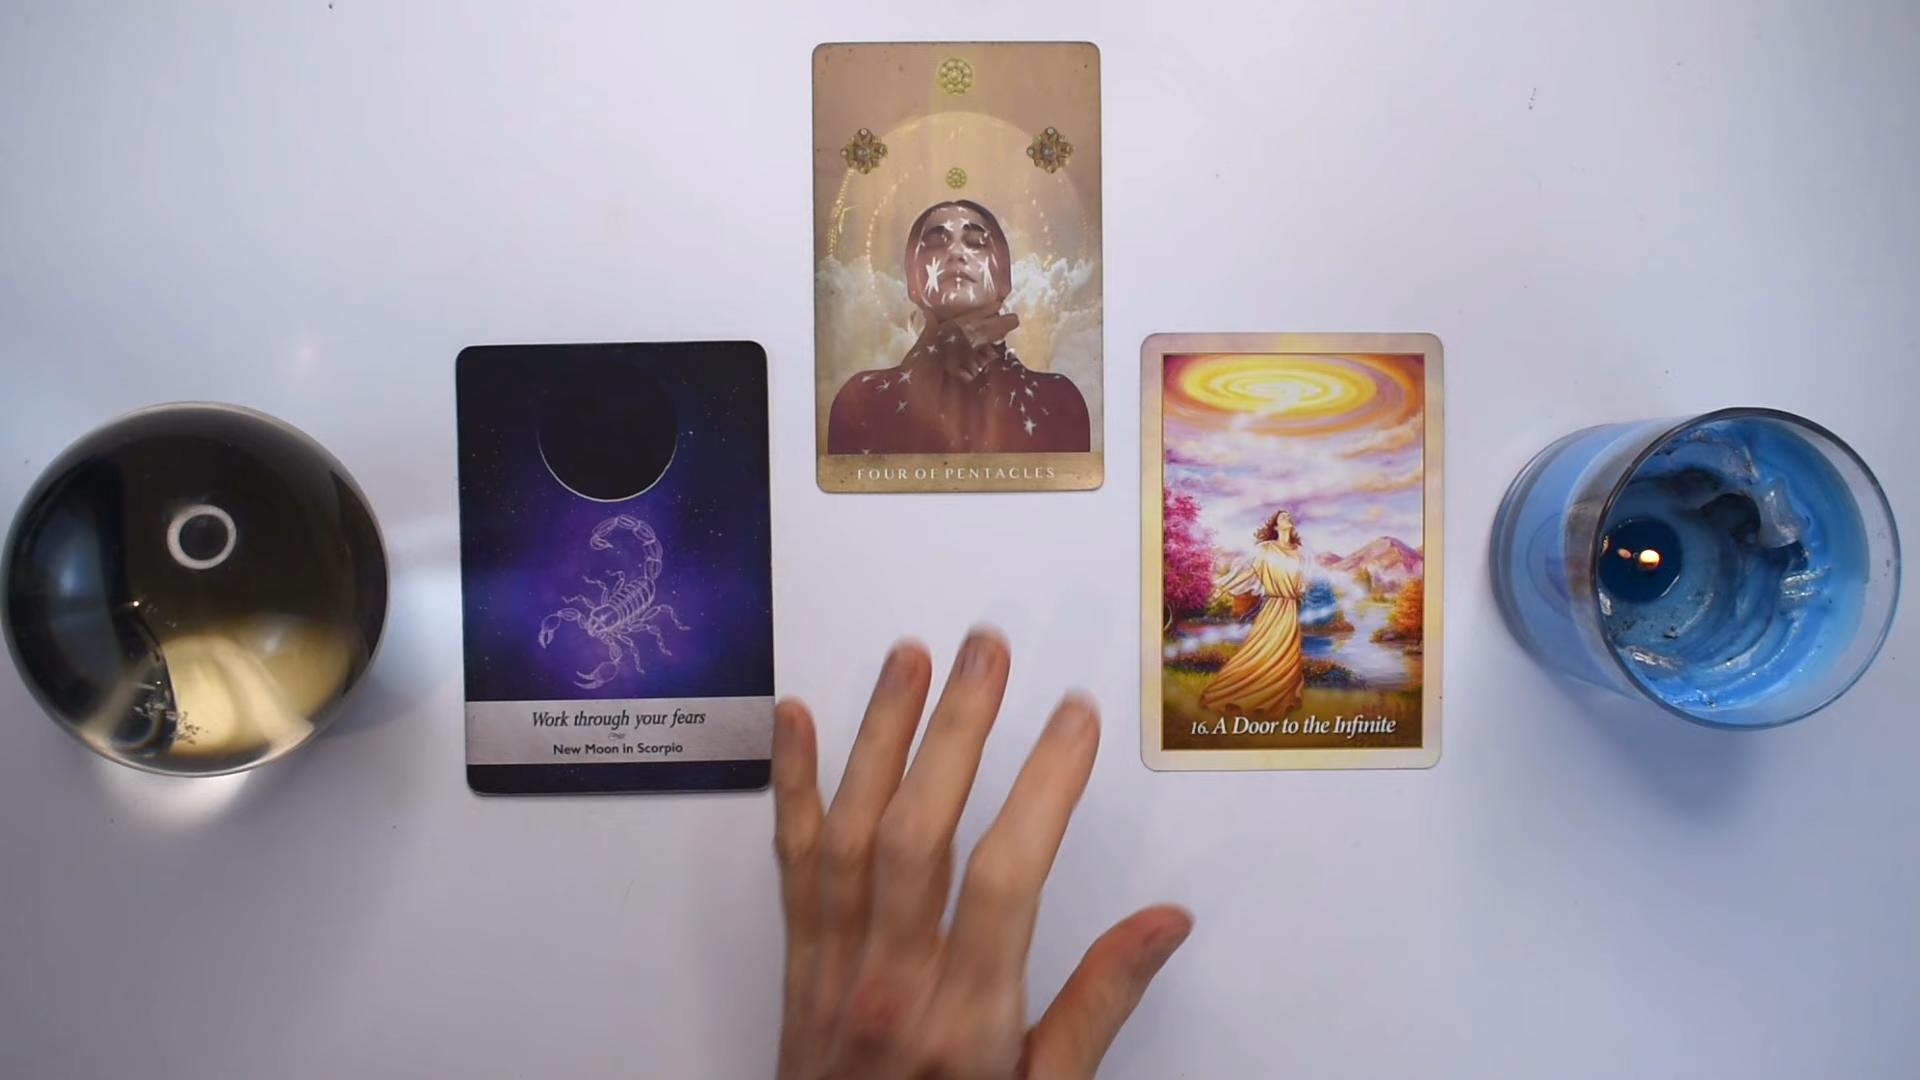 FOUR OF PENTACLES
Work through your fears
New Moon in Scorpio
16. A Door to the Infinite